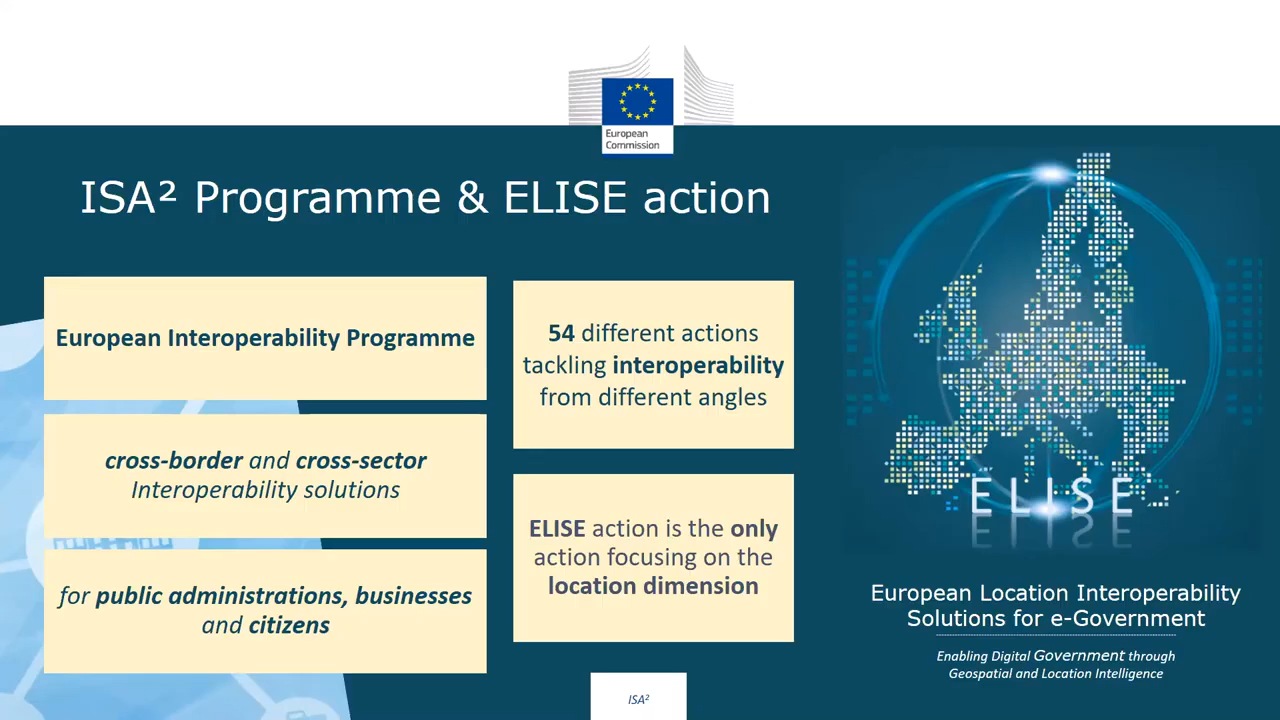 European
Commission
ISA² Programme & ELISE action
European Interoperability Programme
cross-border and cross-sector
Interoperability solutions
for public administrations, businesses
and citizens
54 different actions
tackling interoperability
from different angles
ELISE action is the only
action focusing on the
location dimension
ELISE
European Location Interoperability
Solutions for e-Government
Enabling Digital Government through
Geospatial and Location Intelligence
ISA²